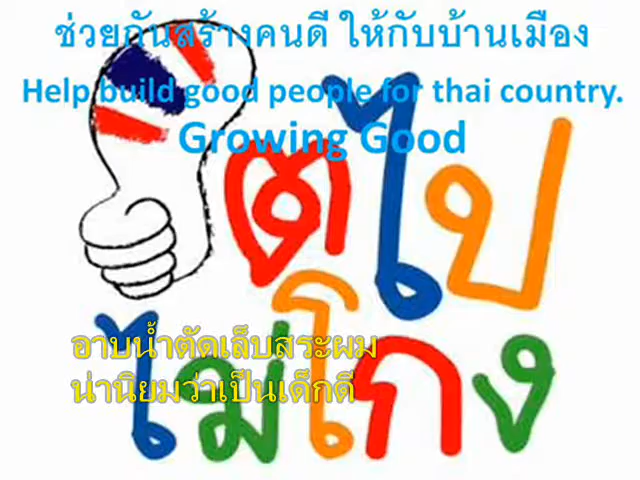 ช่วยกันสร้างคนดี ให้กับบ้านเมือง
Help build good people for thai country.
Growing Good
โตไป
ไม่โกง
อาบน้ำตัดเล็บสระผม
น่านิยมว่าเป็นเด็กดี